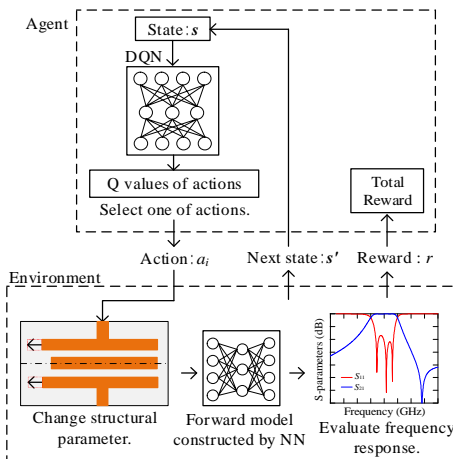 Agent
State: s
DQN
Q values of actions
Select one of actions.
Total
Reward
Action: aᵢ
Next state: s'
Reward : r
Environment
Change structural
parameter.
Forward model
constructed by NN
S-parameters (dB)
S₁₁
S₂₁
Frequency (GHz)
Evaluate frequency
response.